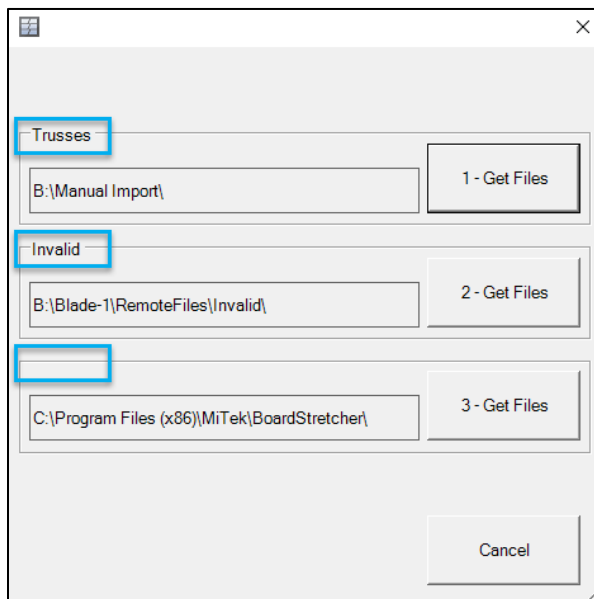 Trusses
B:\Manual Import\
1 - Get Files
Invalid
B:\Blade-1\RemoteFiles\Invalid\
2 - Get Files
C:\Program Files (x86)\MiTek\BoardStretcher\
3 - Get Files
Cancel